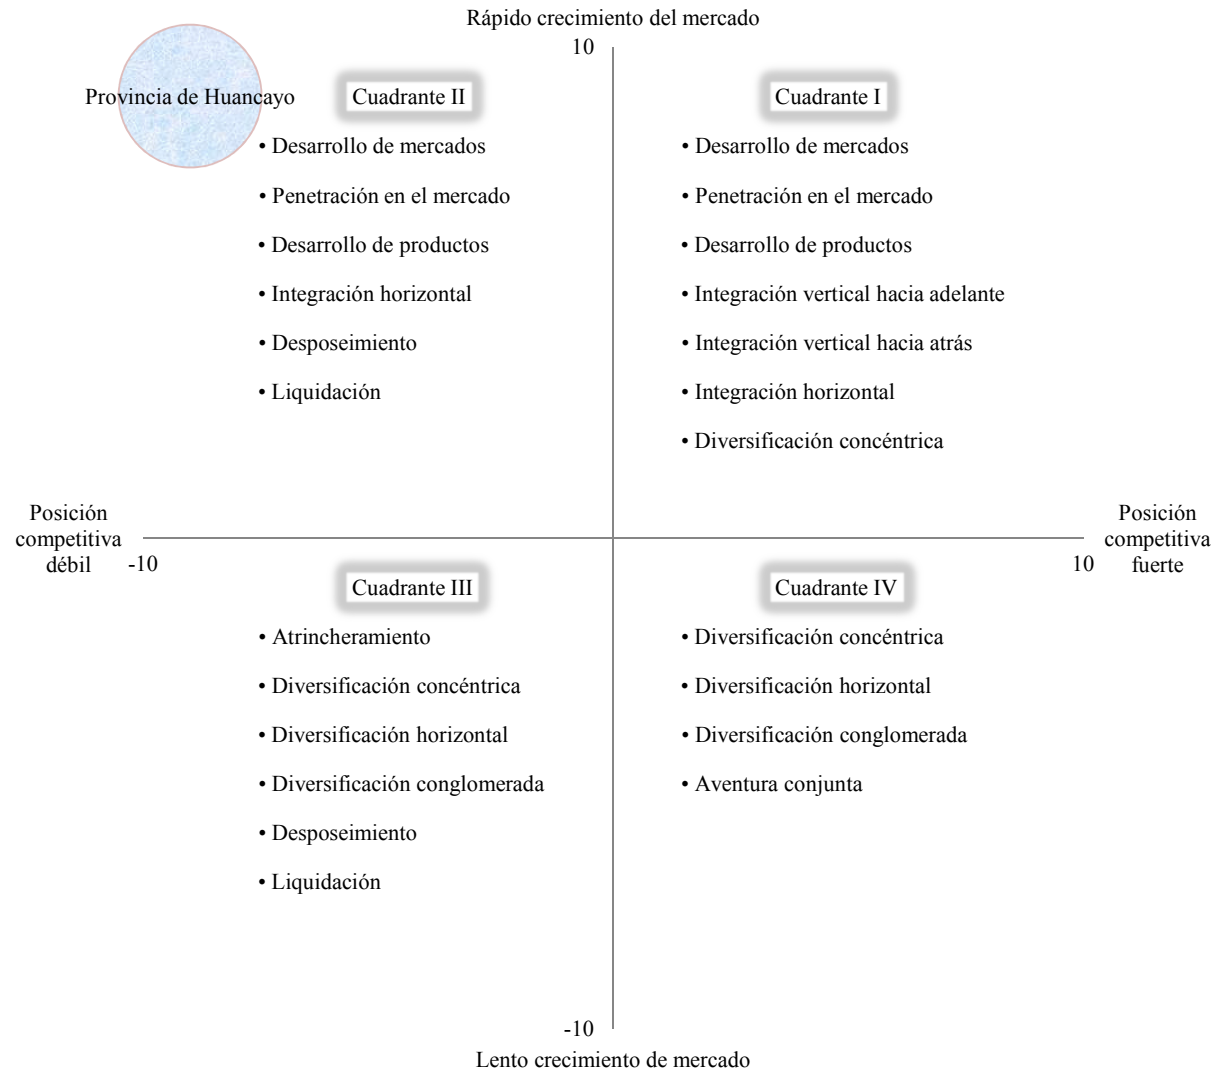 Rápido crecimiento del mercado
10
Provincia de Huancayo
Cuadrante II
• Desarrollo de mercados
• Penetración en el mercado
• Desarrollo de productos
• Integración horizontal
• Desposeimiento
• Liquidación
Cuadrante I
• Desarrollo de mercados
• Penetración en el mercado
• Desarrollo de productos
• Integración vertical hacia adelante
• Integración vertical hacia atrás
• Integración horizontal
• Diversificación concéntrica
Posición
competitiva
débil
-10
Posición
competitiva
fuerte
10
Cuadrante III
• Atrincheramiento
• Diversificación concéntrica
• Diversificación horizontal
• Diversificación conglomerada
• Desposeimiento
• Liquidación
Cuadrante IV
• Diversificación concéntrica
• Diversificación horizontal
• Diversificación conglomerada
• Aventura conjunta
-10
Lento crecimiento de mercado